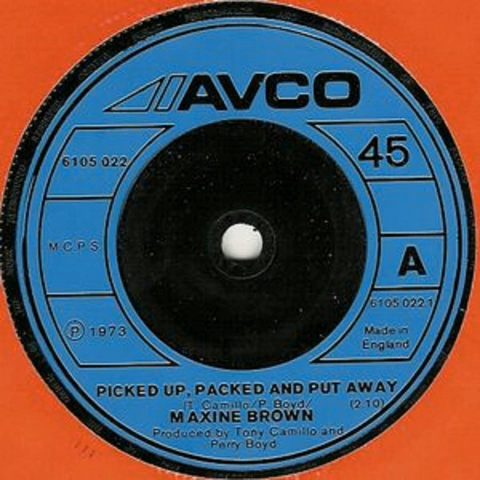 AVCO
6105 022
45
M.C.P.S
A
6105 022.1
Ⓟ 1973
Made in
England
PICKED UP, PACKED AND PUT AWAY
(T. Camillo/P. Boyd/ (2.10)
MAXINE BROWN
Produced by Tony Camillo and
Perry Boyd